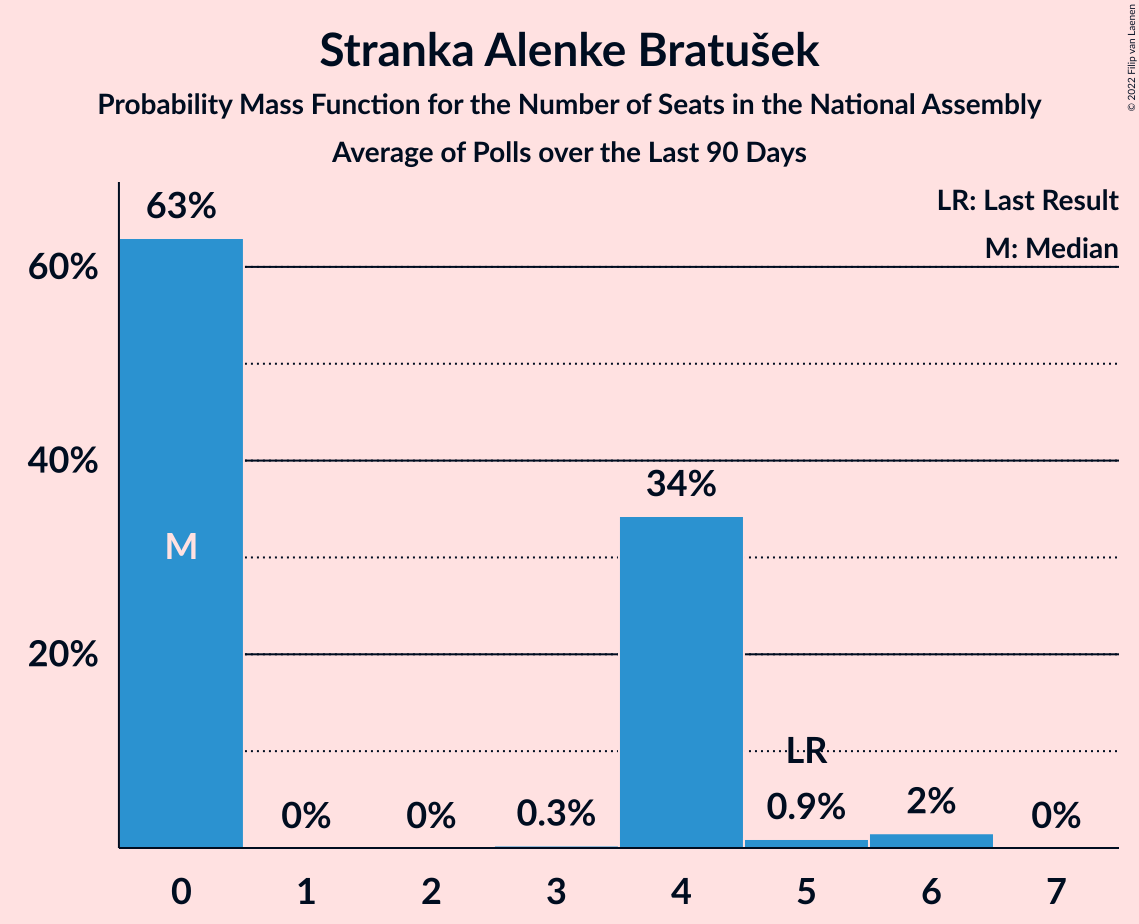 Stranka Alenke Bratušek
Probability Mass Function for the Number of Seats in the National Assembly
Average of Polls over the Last 90 Days
© 2022 Filip van Laenen
LR: Last Result
M: Median
63%
60%
40%
34%
M
20%
LR
0% 0% 0.3% 0.9% 2% 0%
0 1 2 3 4 5 6 7